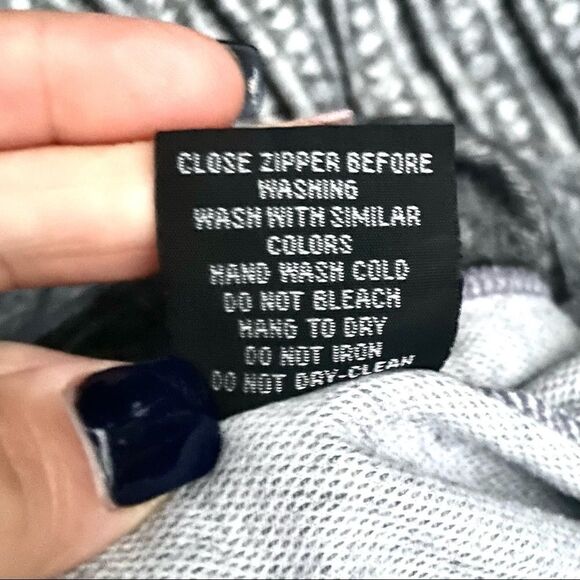 CLOSE ZIPPER BEFORE
WASHING
WASH WITH SIMILAR
COLORS
HAND WASH COLD
DO NOT BLEACH
HANG TO DRY
DO NOT IRON
DO NOT DRY-CLEAN